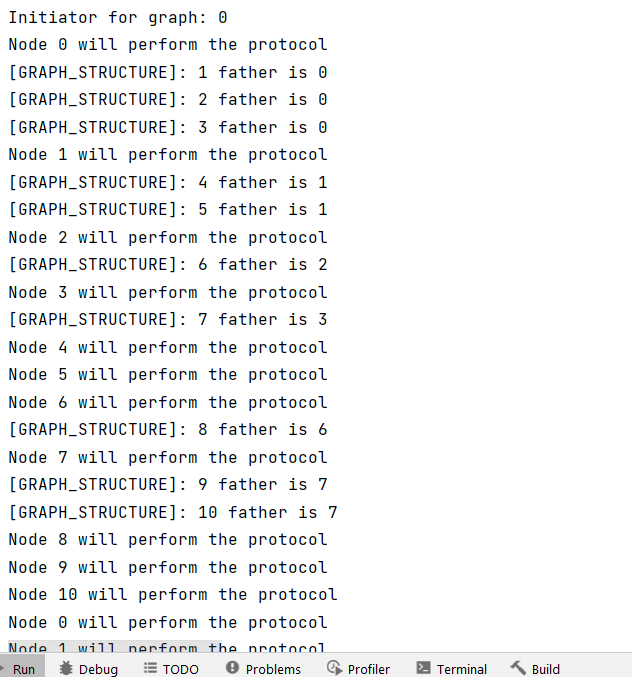 Initiator for graph: 0
Node 0 will perform the protocol
[GRAPH_STRUCTURE]: 1 father is 0
[GRAPH_STRUCTURE]: 2 father is 0
[GRAPH_STRUCTURE]: 3 father is 0
Node 1 will perform the protocol
[GRAPH_STRUCTURE]: 4 father is 1
[GRAPH_STRUCTURE]: 5 father is 1
Node 2 will perform the protocol
[GRAPH_STRUCTURE]: 6 father is 2
Node 3 will perform the protocol
[GRAPH_STRUCTURE]: 7 father is 3
Node 4 will perform the protocol
Node 5 will perform the protocol
Node 6 will perform the protocol
[GRAPH_STRUCTURE]: 8 father is 6
Node 7 will perform the protocol
[GRAPH_STRUCTURE]: 9 father is 7
[GRAPH_STRUCTURE]: 10 father is 7
Node 8 will perform the protocol
Node 9 will perform the protocol
Node 10 will perform the protocol
Node 0 will perform the protocol
Node 1 will perform the protocol
Run Debug TODO Problems Profiler Terminal Build